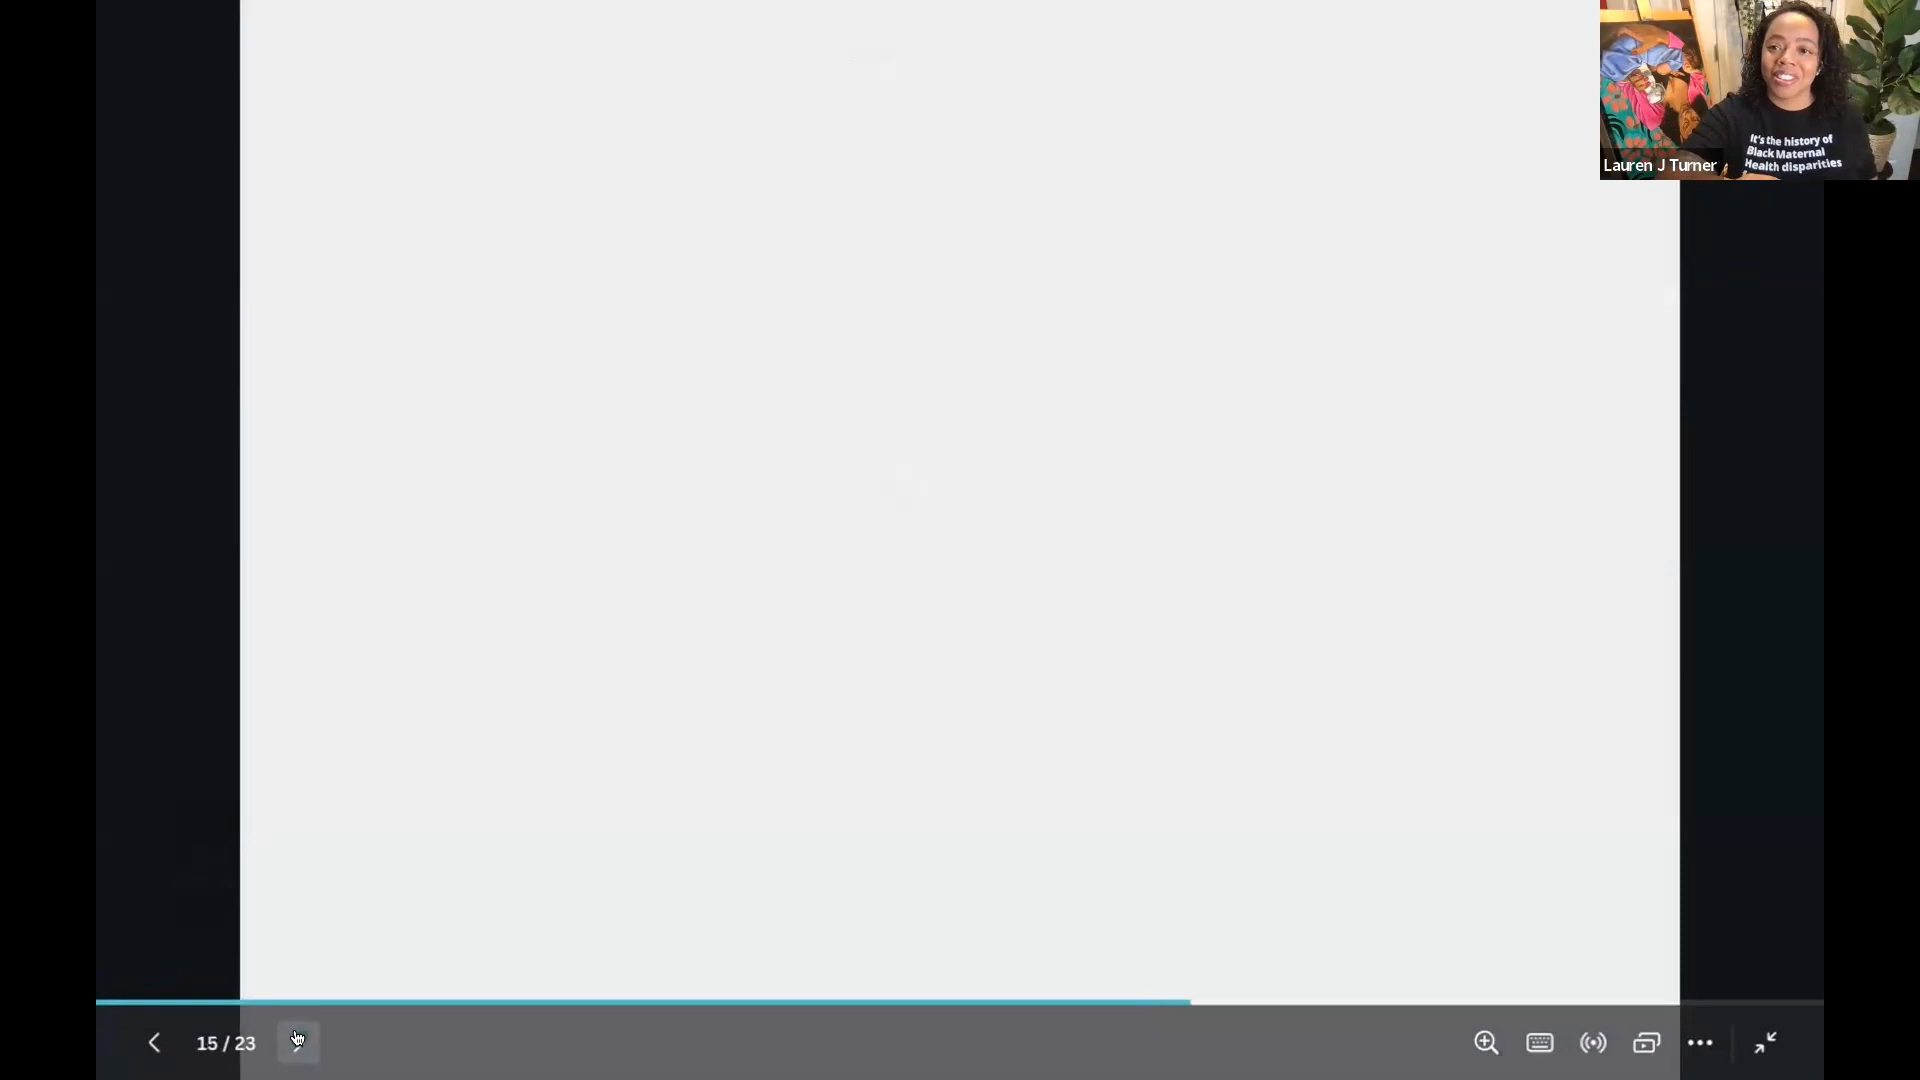 It's the history of
Black Maternal
Health disparities
Lauren J Turner
15 / 23